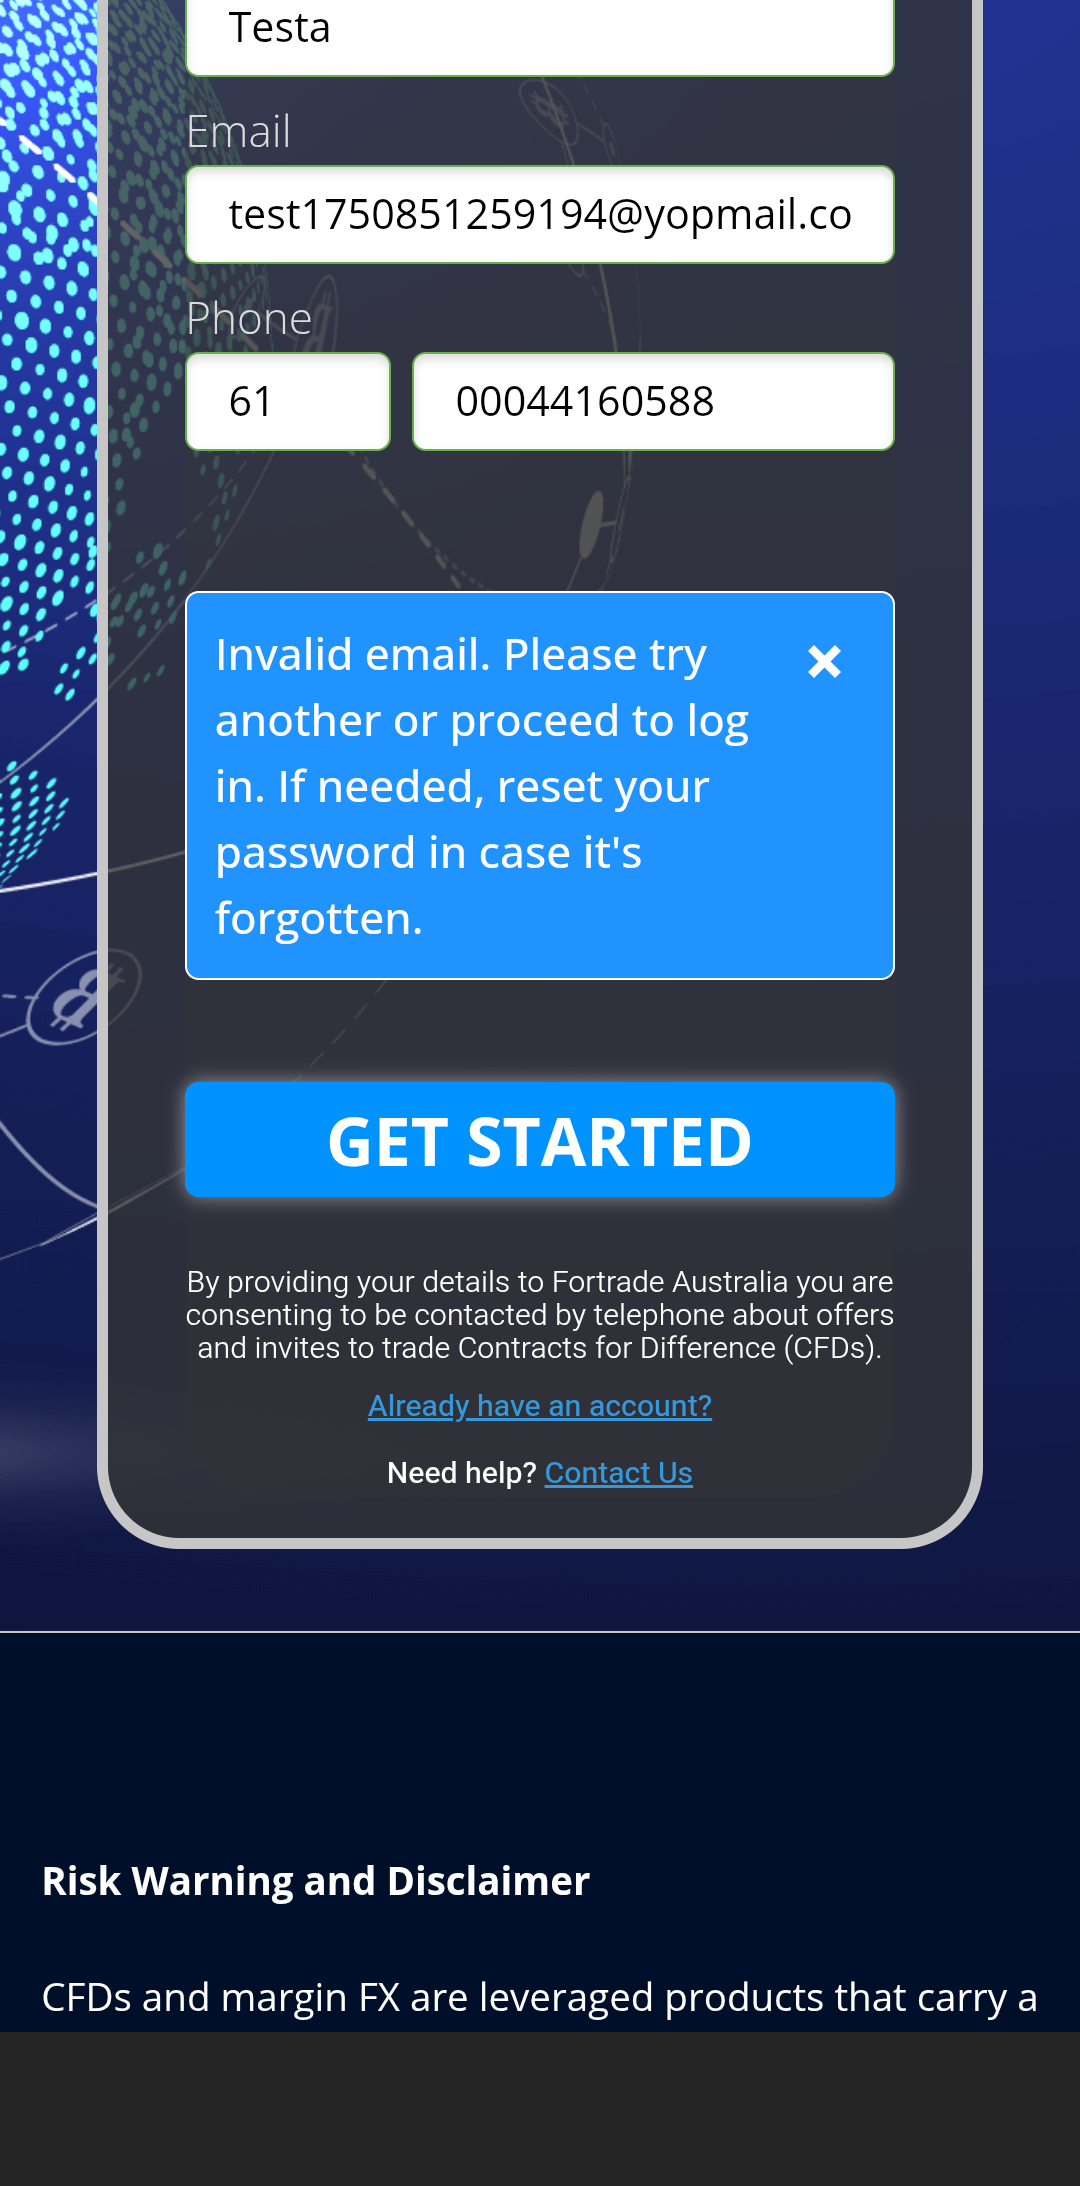 Testa
Email
test1750851259194@yopmail.co
Phone
61
00044160588
Invalid email. Please try
another or proceed to log
in. If needed, reset your
password in case it's
forgotten.
GET STARTED
By providing your details to Fortrade Australia you are
consenting to be contacted by telephone about offers
and invites to trade Contracts for Difference (CFDs).
Already have an account?
Need help? Contact Us
Risk Warning and Disclaimer
CFDs and margin FX are leveraged products that carry a